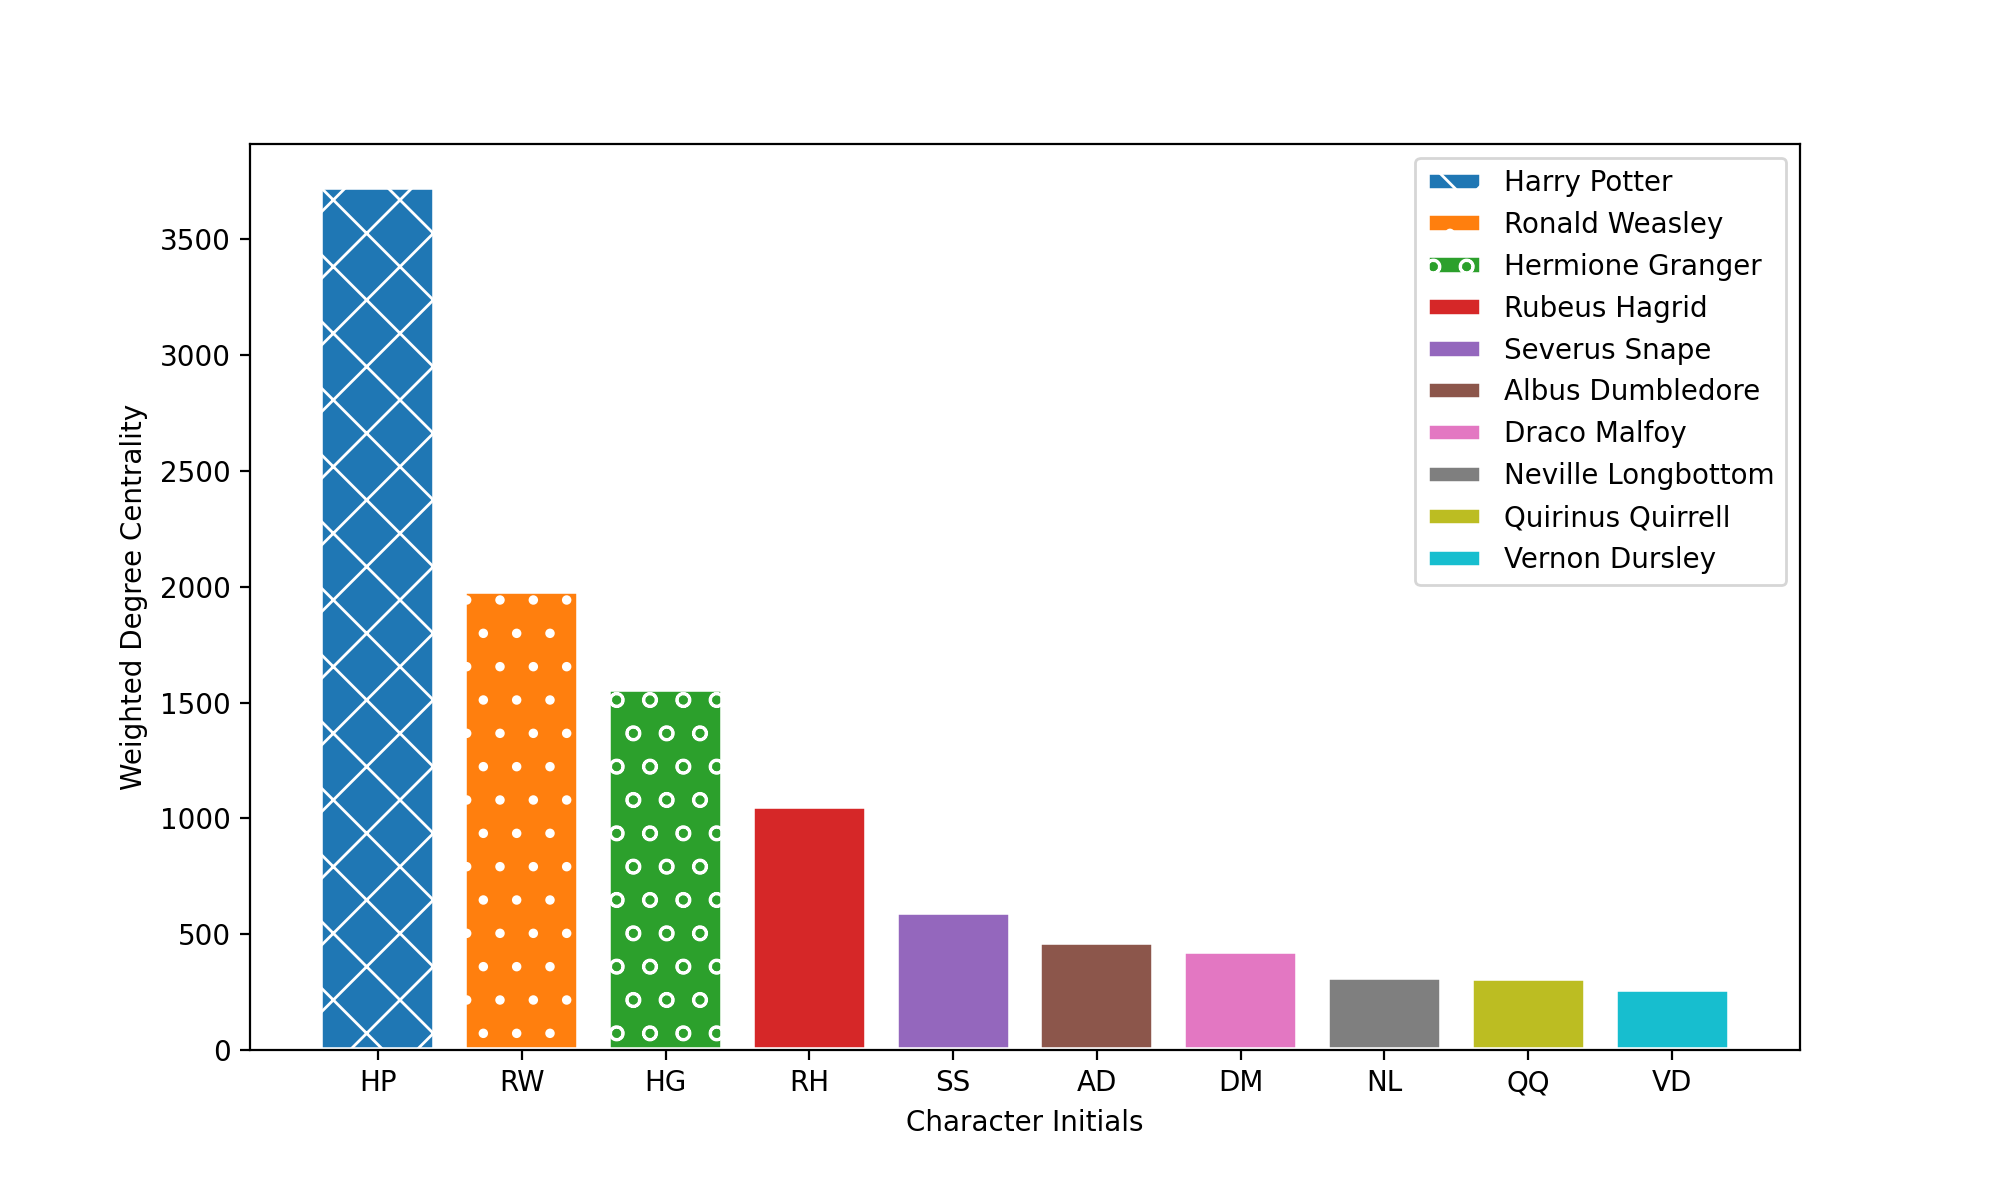 Weighted Degree Centrality
3500
3000
2500
2000
1500
1000
500
0
HP RW HG RH SS AD DM NL QQ VD
Character Initials
Harry Potter
Ronald Weasley
Hermione Granger
Rubeus Hagrid
Severus Snape
Albus Dumbledore
Draco Malfoy
Neville Longbottom
Quirinus Quirrell
Vernon Dursley